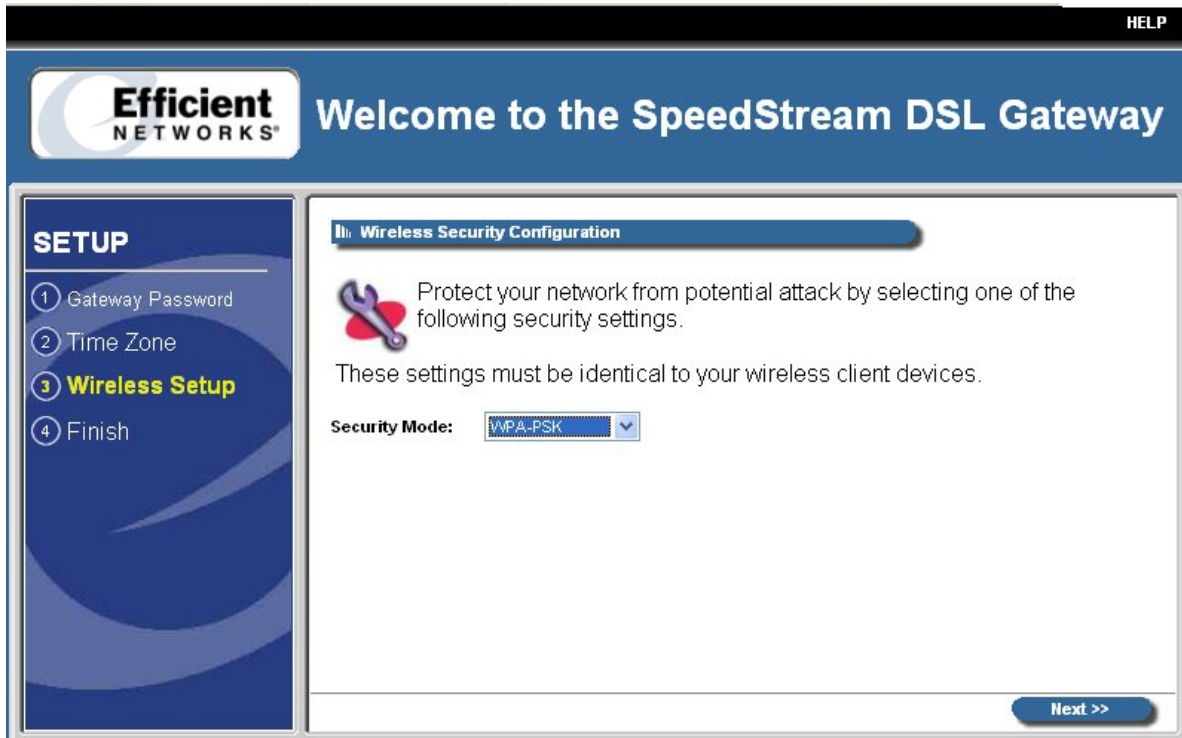 HELP
Efficient
NETWORKS®
Welcome to the SpeedStream DSL Gateway
SETUP
1 Gateway Password
2 Time Zone
3 Wireless Setup
4 Finish
Wireless Security Configuration
Protect your network from potential attack by selecting one of the
following security settings.
These settings must be identical to your wireless client devices.
Security Mode: WPA-PSK
Next >>